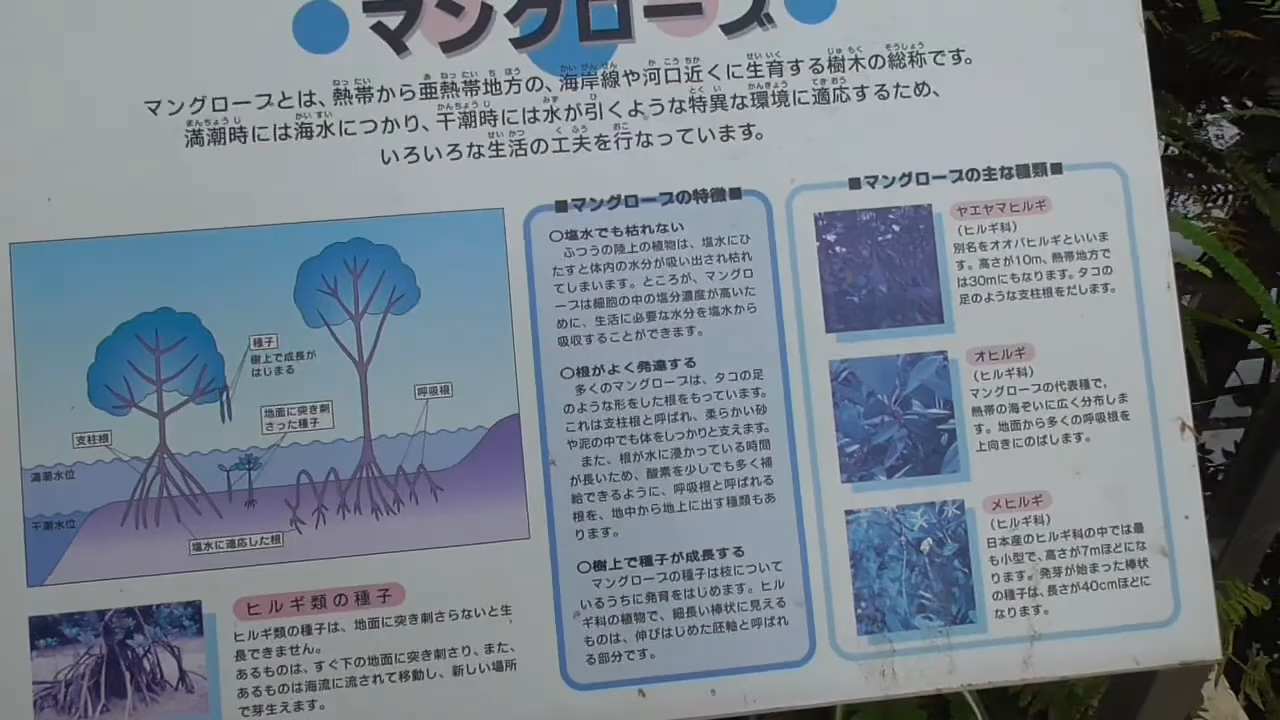 マングローブ
マングローブとは、熱帯から亜熱帯地方の、海岸線や河口近くに生育する樹木の総称です。
満潮時には海水につかり、干潮時には水が引くような特異な環境に適応するため、
いろいろな生活の工夫を行なっています。
種子
樹上で成長が
はじまる
呼吸根
地面に突き刺
さった種子
支柱根
満潮水位
干潮水位
塩水に適応した根
ヒルギ類の種子
ヒルギ類の種子は、地面に突き刺さらないと生
長できません。
あるものは、すぐ下の地面に突き刺さり、また、
あるものは海流に流されて移動し、新しい場所
で芽生えます。
■マングローブの特徴■
○塩水でも枯れない
ふつうの陸上の植物は、塩水にひ
たすと体内の水分が吸い出され枯れ
てしまいます。ところが、マングロ
ーブは細胞の中の塩分濃度が高いた
めに、生活に必要な水分を塩水から
吸収することができます。
○根がよく発達する
多くのマングローブは、タコの足
のような形をした根をもっています。
これは支柱根と呼ばれ、柔らかい砂
や泥の中でも体をしっかりと支えます。
また、根が水に浸かっている時間
が長いため、酸素を少しでも多く補
給できるように、呼吸根と呼ばれる
根を、地中から地上に出す種類もあ
ります。
○樹上で種子が成長する
マングローブの種子は枝について
いるうちに発育をはじめます。ヒル
ギ科の植物で、細長い棒状に見える
ものは、伸びはじめた胚軸と呼ばれ
る部分です。
■マングローブの主な種類■
ヤエヤマヒルギ
(ヒルギ科)
別名をオオバヒルギといいま
す。高さが10m、熱帯地方で
は30mにもなります。タコの
足のような支柱根をだします。
オヒルギ
(ヒルギ科)
マングローブの代表種で、
熱帯の海ぞいに広く分布しま
す。地面から多くの呼吸根を
上向きにのばします。
メヒルギ
(ヒルギ科)
日本産のヒルギ科の中では最
も小型で、高さが7mほどにな
ります。発芽が始まった棒状
の種子は、長さが40cmほどに
なります。